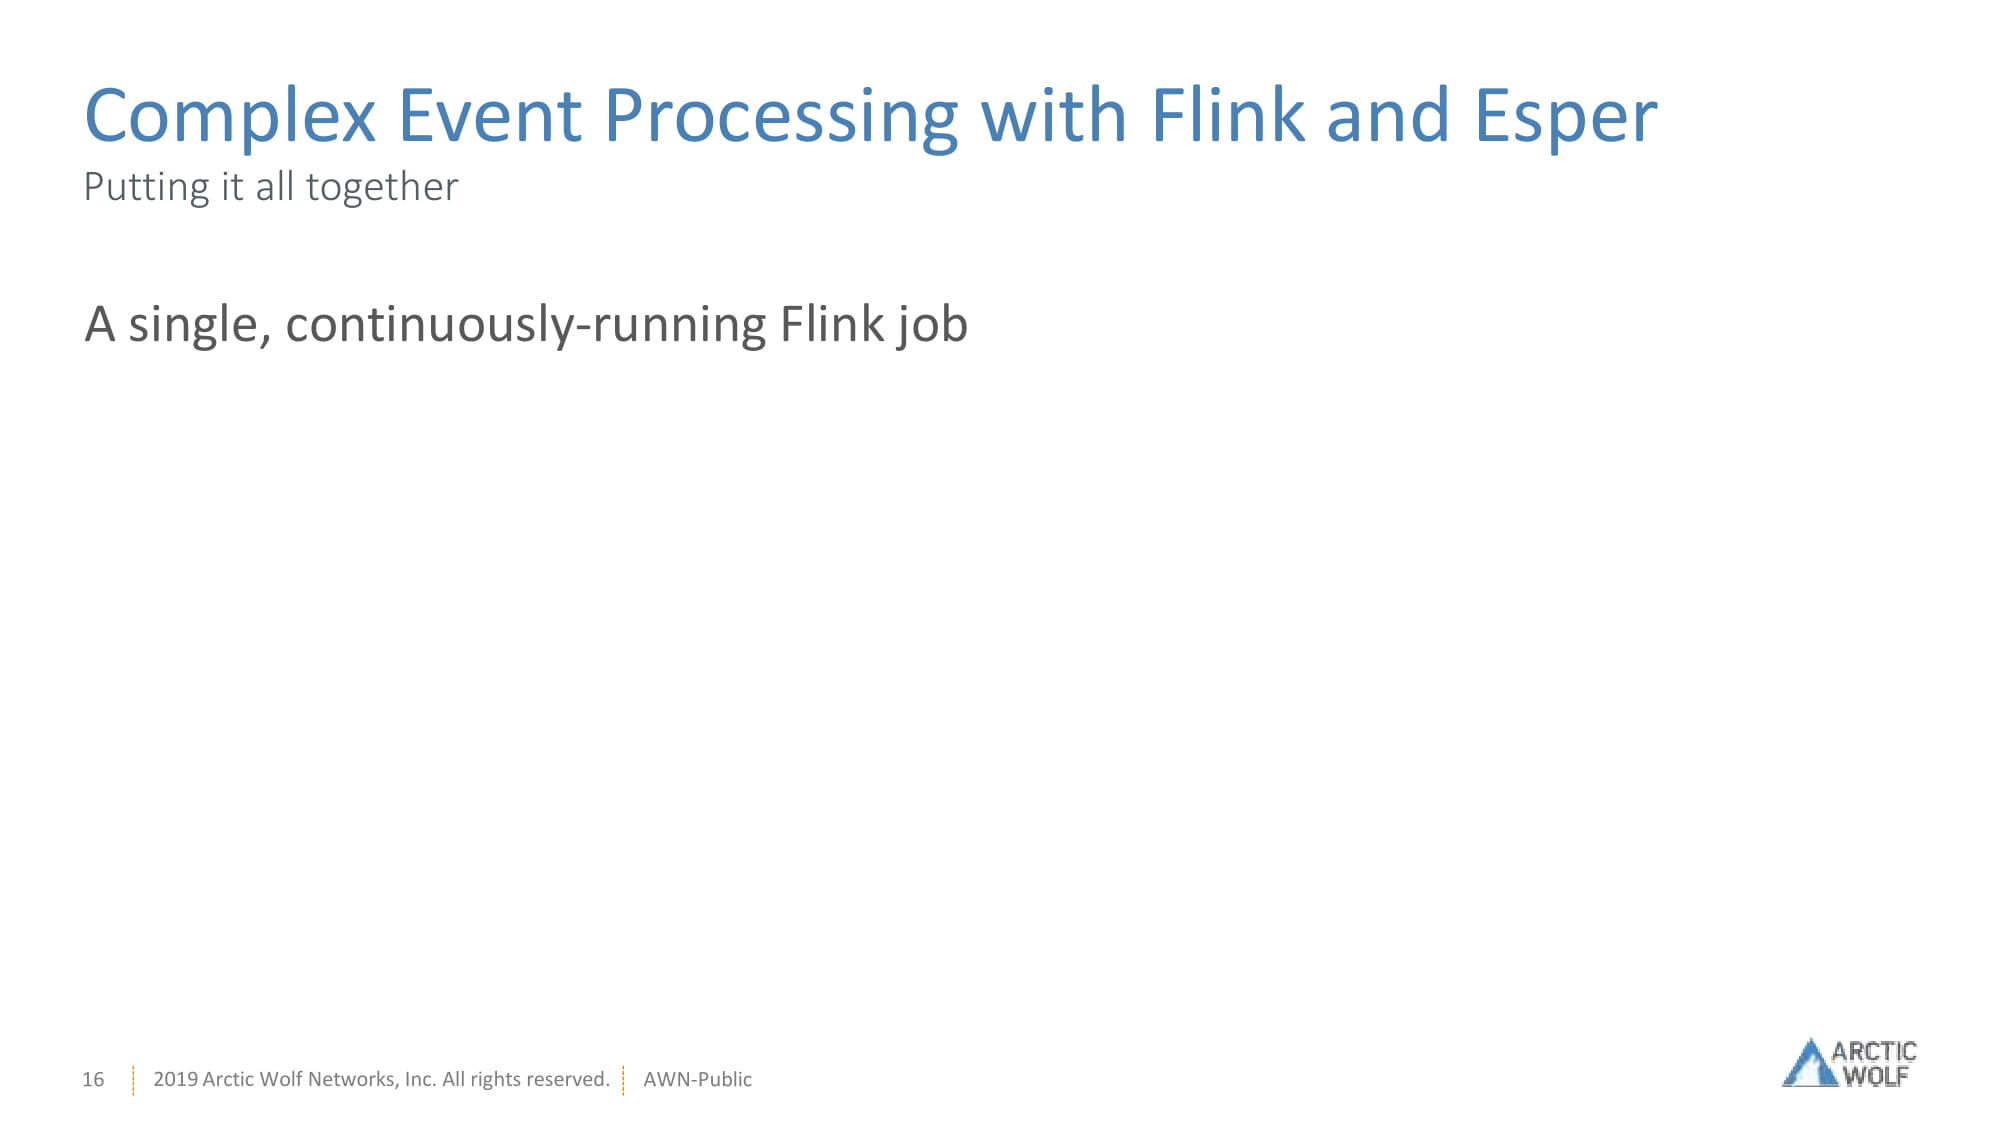 Complex Event Processing with Flink and Esper
Putting it all together
A single, continuously-running Flink job
16
2019 Arctic Wolf Networks, Inc. All rights reserved.
AWN-Public
ARCTIC
WOLF